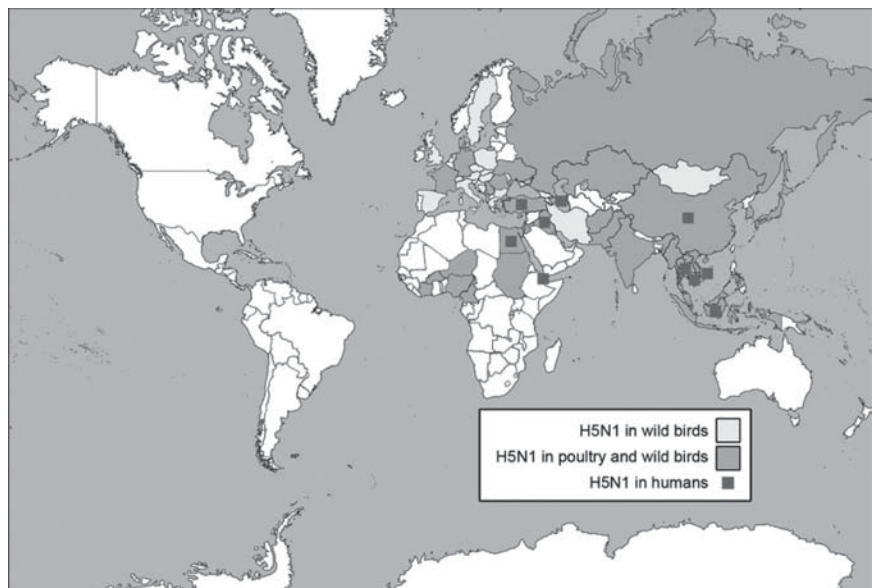 H5N1 in wild birds
H5N1 in poultry and wild birds
H5N1 in humans